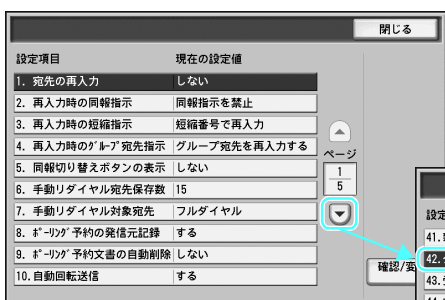 閉じる
設定項目 現在の設定値
1. 宛先の再入力 しない
2. 再入力時の同報指示 同報指示を禁止
3. 再入力時の短縮指示 短縮番号で再入力
4. 再入力時のグループ宛先指示 グループ宛先を再入力する
5. 同報切り替えボタンの表示 しない
6. 手動リダイヤル宛先保存数 15
7. 手動リダイヤル対象宛先 フルダイヤル
8. ポーリング予約の発信元記録 する
9. ポーリング予約文書の自動削除 しない
10. 自動回転送信 する
ページ
1
5
確認/変
設定
41.
42.
43.